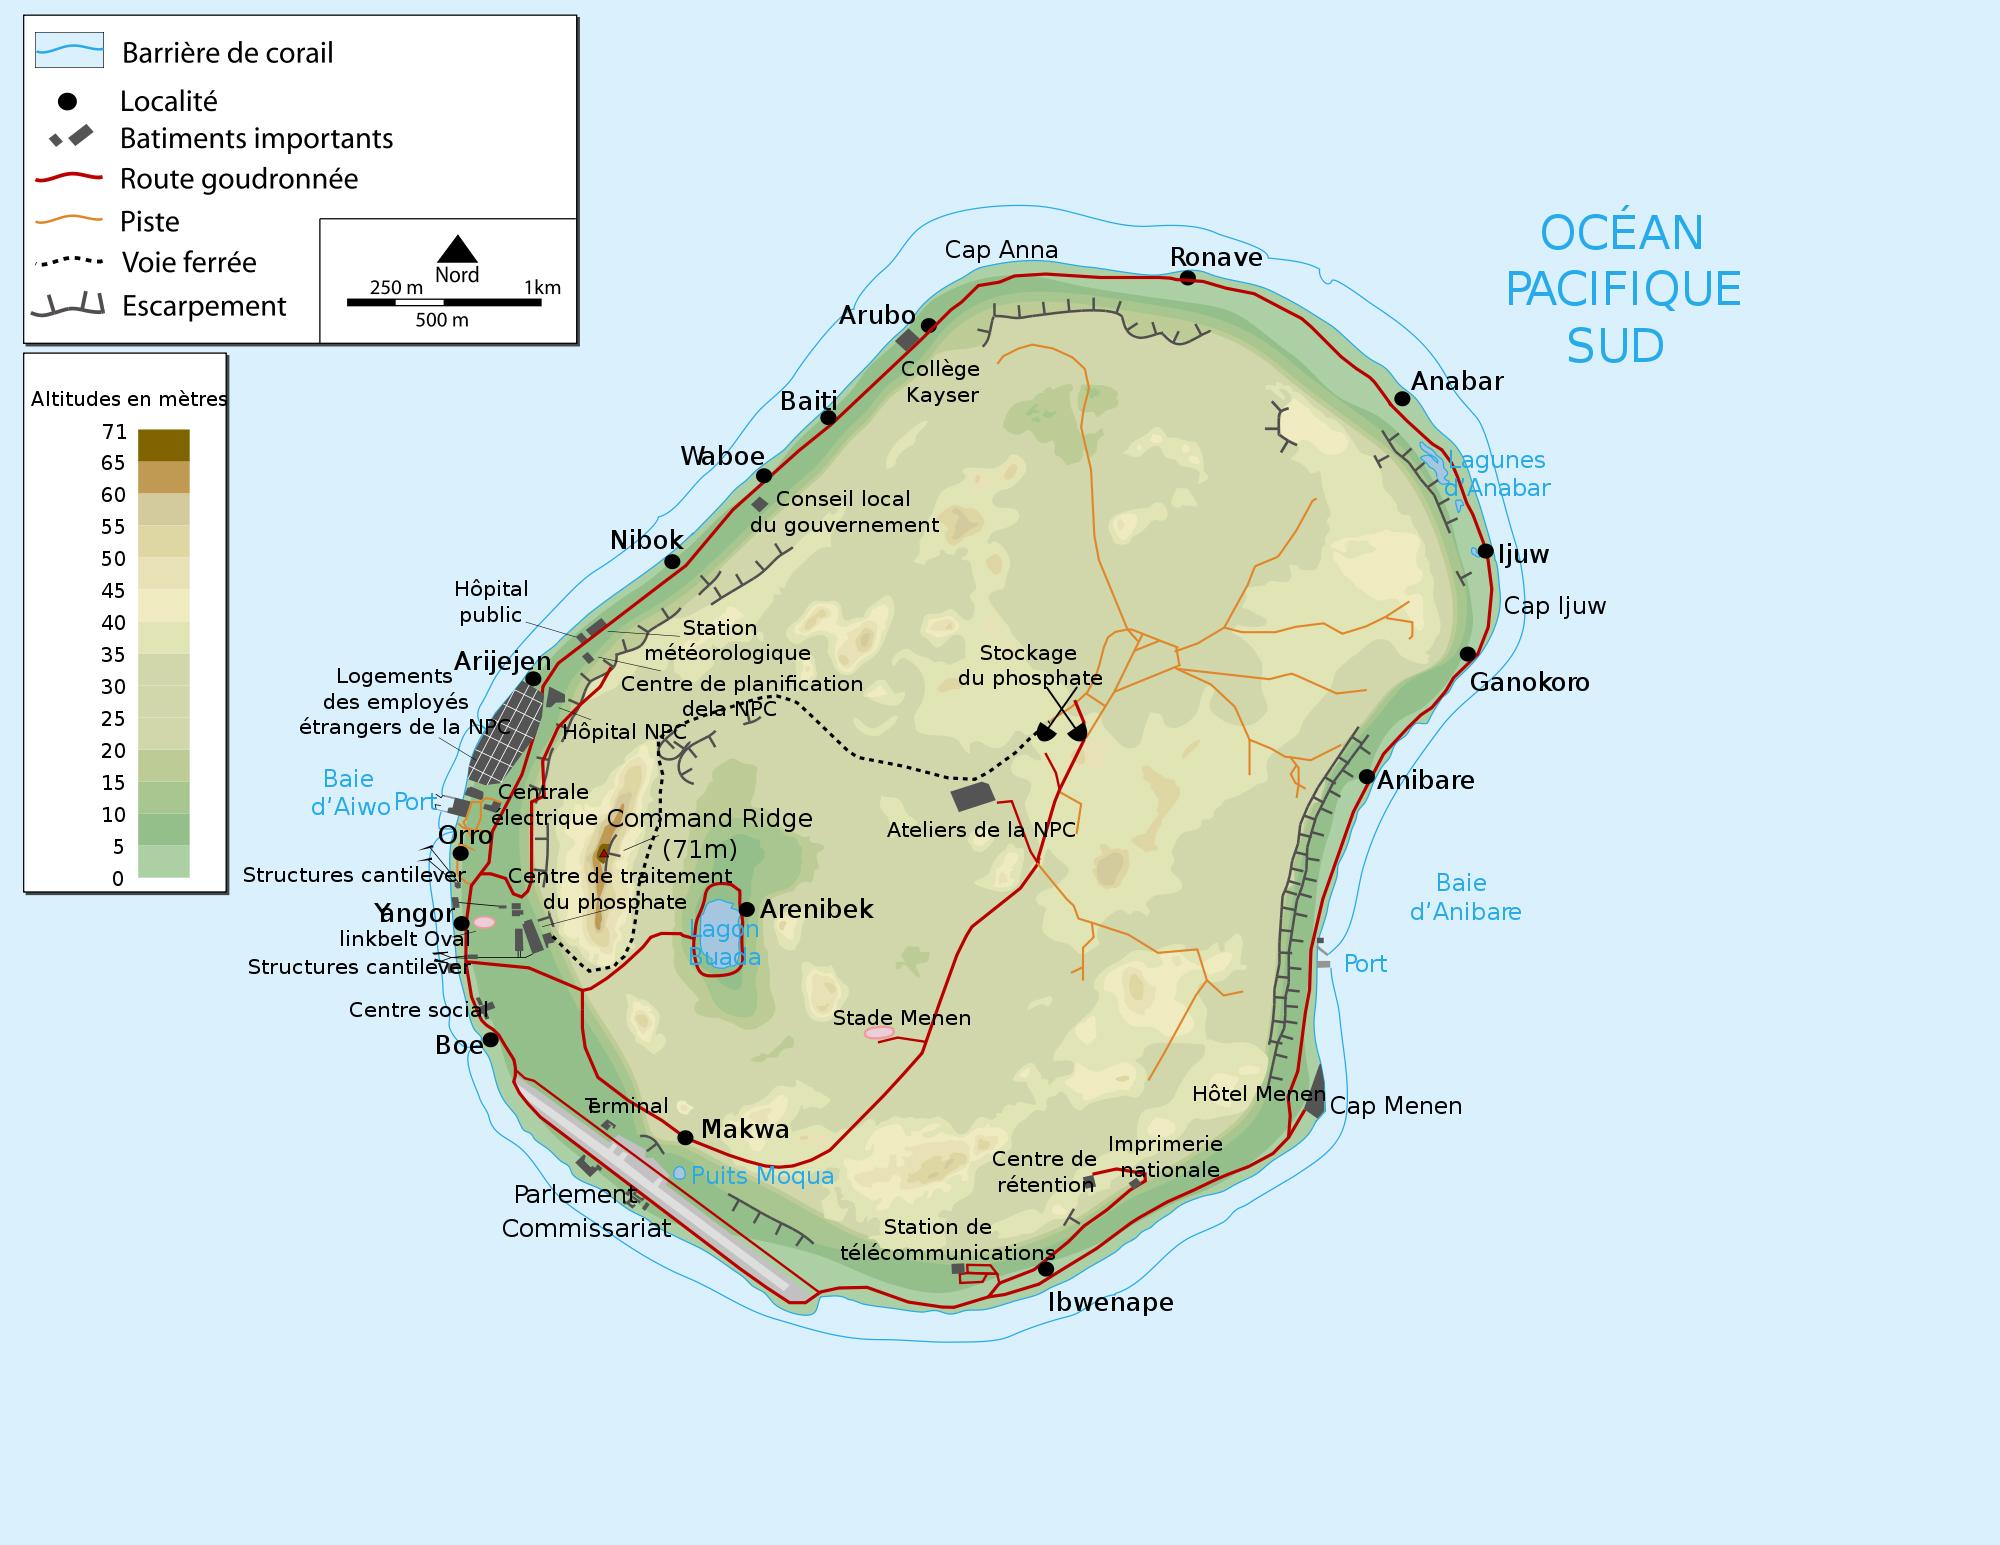 Barrière de corail
Localité
Batiments importants
Route goudronnée
Piste
Voie ferrée
Escarpement
Nord
250 m 1km
500 m
Altitudes en mètres
71
65
60
55
50
45
40
35
30
25
20
15
10
5
0
OCÉAN
PACIFIQUE
SUD
Cap Anna
Ronave
Arubo
Collège
Kayser
Anabar
Baiti
Waboe
Lagunes
d'Anabar
Conseil local
du gouvernement
Nibok
Ijuw
Hôpital
public
Cap Ijuw
Station
météorologique
Arijejen
Stockage
du phosphate
Logements
des employés
étrangers de la NPC
Centre de planification
dela NPC
Ganokoro
Hôpital NPC
Baie
d'Aiwo
Port
Centrale
électrique
Anibare
Command Ridge
(71m)
Ateliers de la NPC
Orro
Structures cantilever
Centre de traitement
du phosphate
Baie
d'Anibare
Yangor
Arenibek
linkbelt Oval
Lagon
Buada
Structures cantilever
Port
Centre social
Stade Menen
Boe
Hôtel Menen
Cap Menen
Terminal
Makwa
Imprimerie
nationale
Centre de
rétention
Puits Moqua
Parlement
Commissariat
Station de
télécommunications
Ibwenape